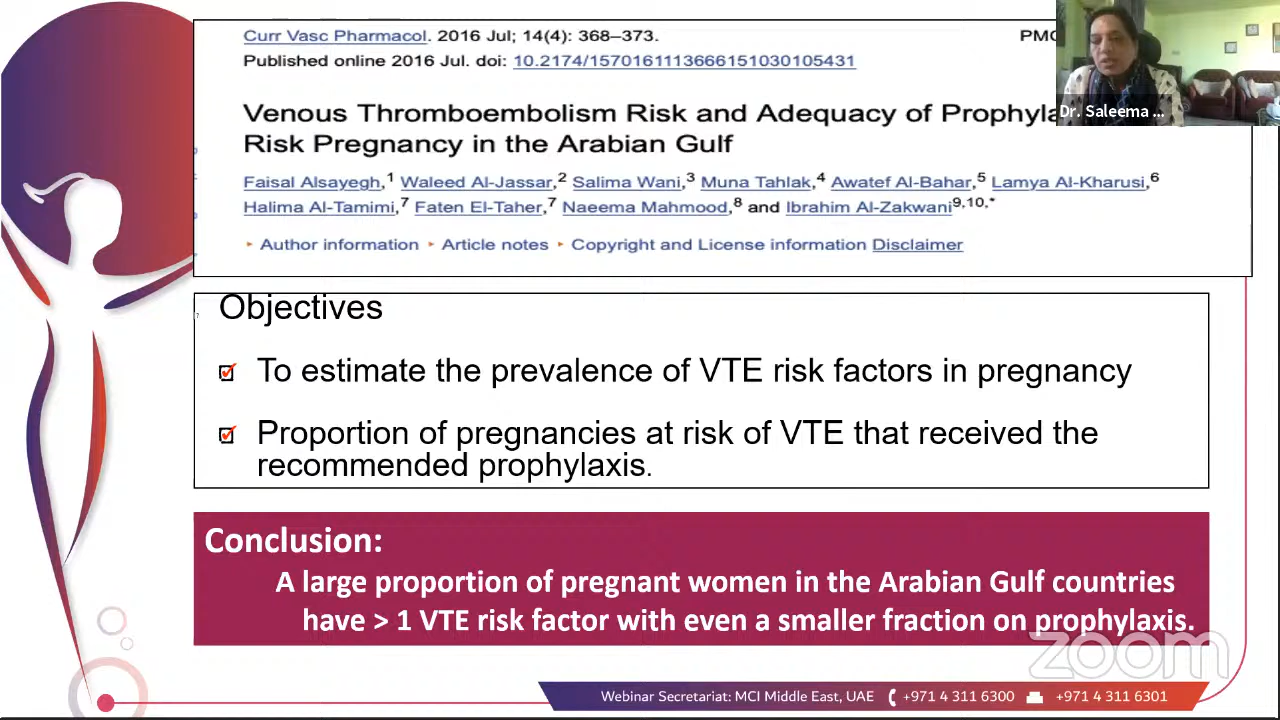 Curr Vasc Pharmacol. 2016 Jul; 14(4): 368–373.
PMC
Published online 2016 Jul. doi: 10.2174/1570161113666151030105431
Venous Thromboembolism Risk and Adequacy of
Risk Pregnancy in the Arabian Gulf
Faisal Alsayegh,1 Waleed Al-Jassar,2 Salima Wani,3 Muna Tahlak,4 Awatef Al-Bahar,5 Lamya Al-Kharusi,6
Halima Al-Tamimi,7 Faten El-Taher,7 Naeema Mahmood,8 and Ibrahim Al-Zakwani9,10,*
Author information Article notes Copyright and License information Disclaimer
Dr. Saleema ...
Objectives
To estimate the prevalence of VTE risk factors in pregnancy
Proportion of pregnancies at risk of VTE that received the
recommended prophylaxis.
Conclusion:
A large proportion of pregnant women in the Arabian Gulf countries
have > 1 VTE risk factor with even a smaller fraction on prophylaxis.
zoom
Webinar Secretariat: MCI Middle East, UAE +971 4 311 6300 +971 4 311 6301